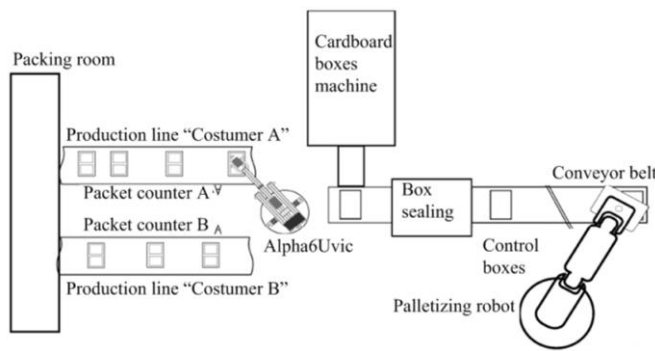 Packing room
Cardboard
boxes
machine
Production line “Costumer A”
Packet counter A
A
Packet counter B
A
Production line “Costumer B”
Alpha6Uvic
Box
sealing
Conveyor belt
Control
boxes
Palletizing robot